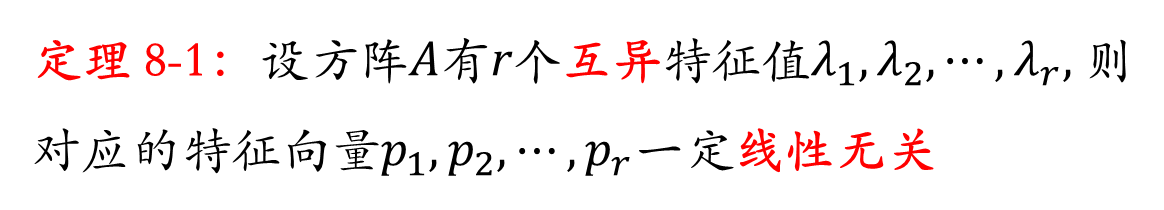 定理 8-1：设方阵A有r个互异特征值λ₁, λ₂, ⋯, λᵣ, 则
对应的特征向量p₁, p₂, ⋯, pᵣ一定线性无关